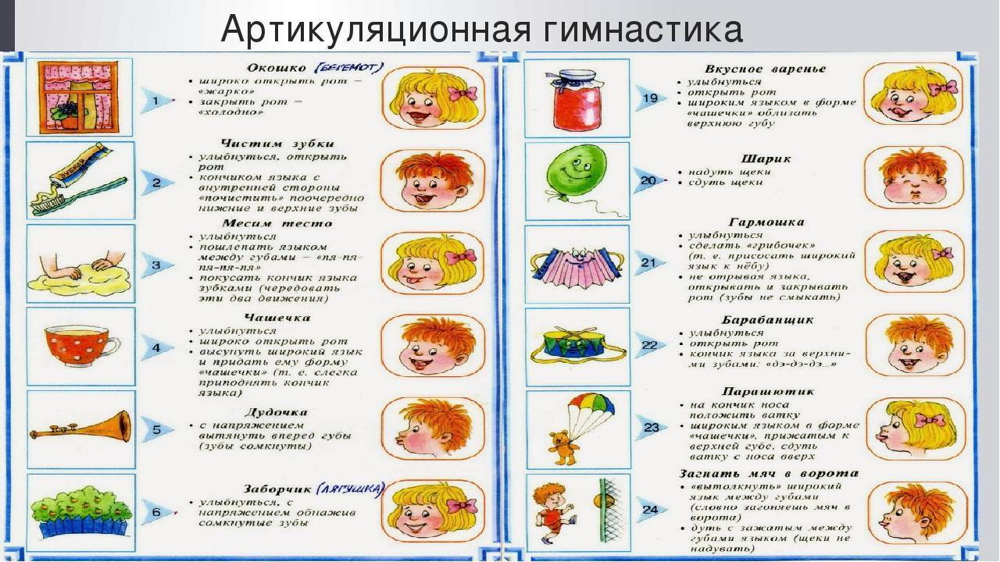 Артикуляционная гимнастика
1
Окошко (БЕГЕМОТ)
• широко открыть рот –
«жарко»
• закрыть рот –
«холодно»
ЗУБНАЯ ПАСТА
2
Чистим зубки
• улыбнуться, открыть
рот
• кончиком языка с
внутренней стороны
«почистить» поочередно
нижние и верхние зубы
3
Месим тесто
• улыбнуться
• пошлепать языком
между губами – «пя-пя-
пя-пя-пя»
• покусать кончик языка
зубками (чередовать
эти два движения)
4
Чашечка
• улыбнуться
• широко открыть рот
• высунуть широкий язык
и придать ему форму
«чашечки» (т. е. слегка
приподнять кончик
языка)
5
Дудочка
• с напряжением
вытянуть вперед губы
(зубы сомкнуты)
6
Заборчик (ЛЯГУШКА)
• улыбнуться, с
напряжением обнажив
сомкнутые зубы
19
Вкусное варенье
• улыбнуться
• открыть рот
• широким языком в форме
«чашечки» облизать
верхнюю губу
20
Шарик
• надуть щеки
• сдуть щеки
21
Гармошка
• улыбнуться
• сделать «грибочек»
(т. е. присосать широкий
язык к нёбу)
• не отрывая языка,
открывать и закрывать
рот (зубы не смыкать)
22
Барабанщик
• улыбнуться
• открыть рот
• кончик языка за верхни-
ми зубами: «дэ-дэ-дэ...»
23
Парашютик
• на кончик носа
положить ватку
• широким языком в форме
«чашечки», прижатым к
верхней губе, сдуть
ватку с носа вверх
24
Загнать мяч в ворота
• «вытолкнуть» широкий
язык между губами
(словно загоняешь мяч в
ворота)
• дуть с зажатым между
губами языком (щеки не
надувать)